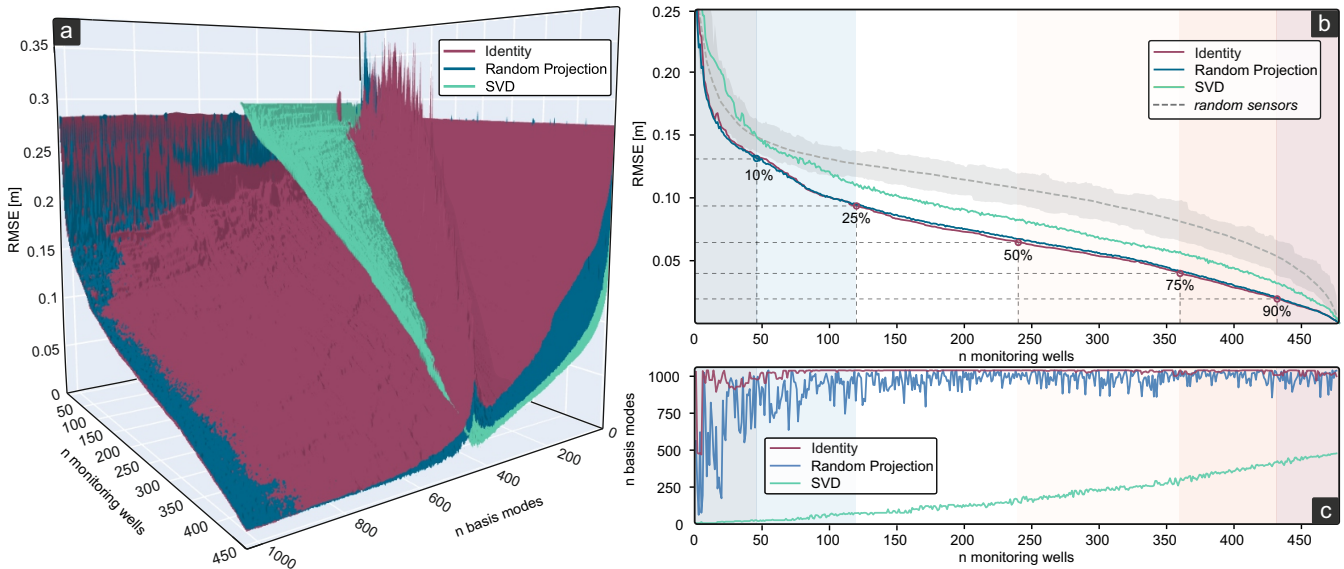 a
Identity
Random Projection
SVD
RMSE [m]
0.35
0.3
0.25
0.2
0.15
0.1
0.05
0
50
100
150
200
250
300
350
400
450
n monitoring wells
1000
800
600
400
200
0
n basis modes
b
Identity
Random Projection
SVD
random sensors
RMSE [m]
0.25
0.20
0.15
0.10
0.05
10%
25%
50%
75%
90%
0 50 100 150 200 250 300 350 400 450
n monitoring wells
n basis modes
1000
750
500
250
0
Identity
Random Projection
SVD
c
0 50 100 150 200 250 300 350 400 450
n monitoring wells